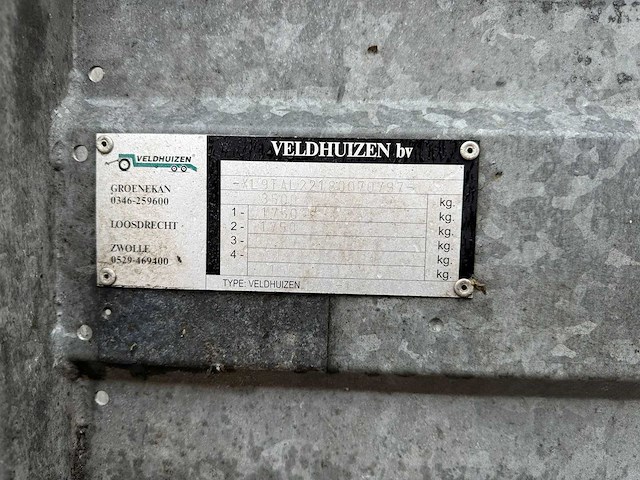 VELDHUIZEN
GROENEKAN
0346-259600
LOOSDRECHT
ZWOLLE
0529-469400
VELDHUIZEN bv
kg.
1 - kg.
2 - kg.
3 - kg.
4 - kg.
TYPE: VELDHUIZEN